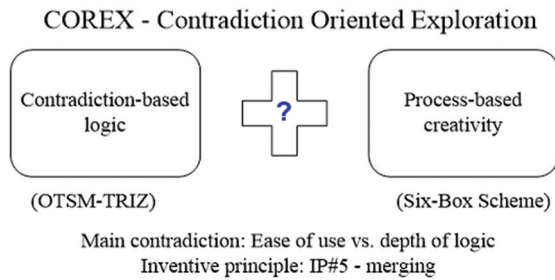 COREX - Contradiction Oriented Exploration
Contradiction-based
logic
?
Process-based
creativity
(OTSM-TRIZ)
(Six-Box Scheme)
Main contradiction: Ease of use vs. depth of logic
Inventive principle: IP#5 - merging